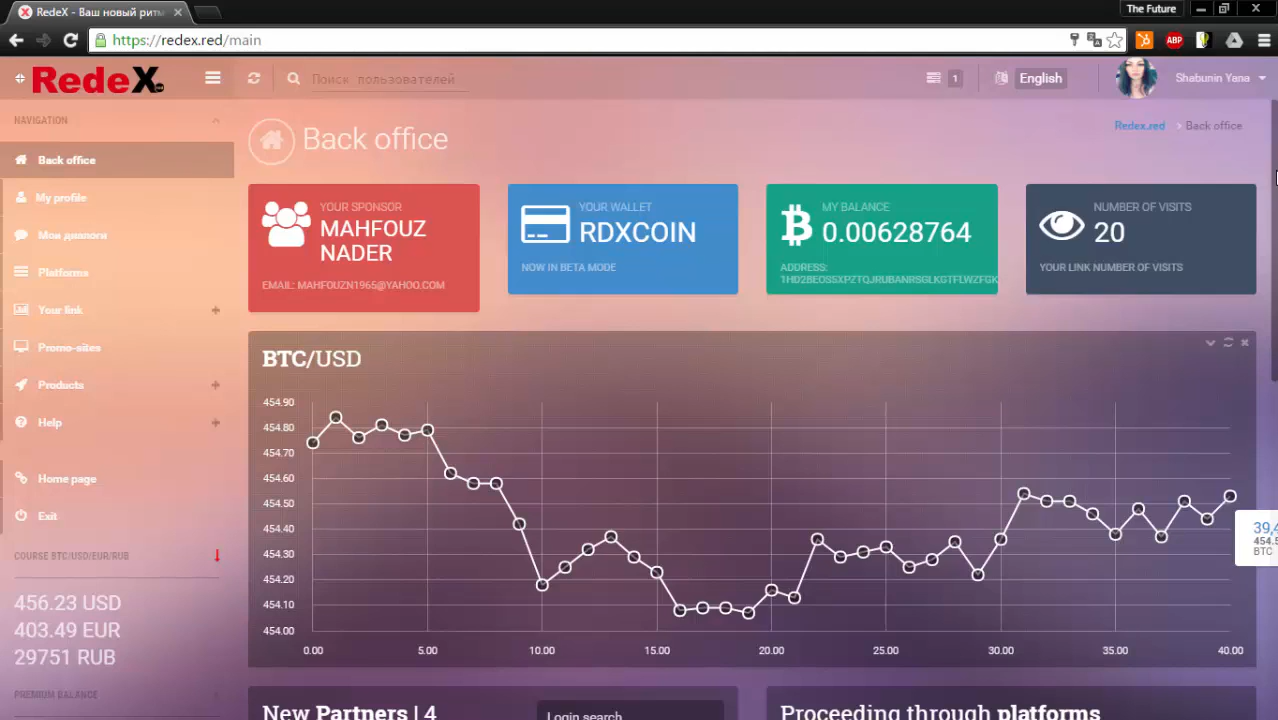 RedeX - Ваш новый ритм
The Future
https://redex.red/main
ABP
RedeX
Поиск пользователей
1
English
Shabunin Yana
NAVIGATION
Back office
My profile
Мои диалоги
Platforms
Your link
Promo-sites
Products
Help
Home page
Exit
COURSE BTC/USD/EUR/RUB
456.23 USD
403.49 EUR
29751 RUB
PREMIUM BALANCE
Back office
Redex.red
Back office
YOUR SPONSOR
MAHFOUZ
NADER
EMAIL: MAHFOUZN1965@YAHOO.COM
YOUR WALLET
RDXCOIN
NOW IN BETA MODE
MY BALANCE
0.00628764
ADDRESS:
NUMBER OF VISITS
20
YOUR LINK NUMBER OF VISITS
BTC/USD
454.90
454.80
454.70
454.60
454.50
454.40
454.30
454.20
454.10
454.00
0.00 5.00 10.00 15.00 20.00 25.00 30.00 35.00 40.00
39,4
454.5
BTC
New Partners | 4
Login search
Proceeding through platforms